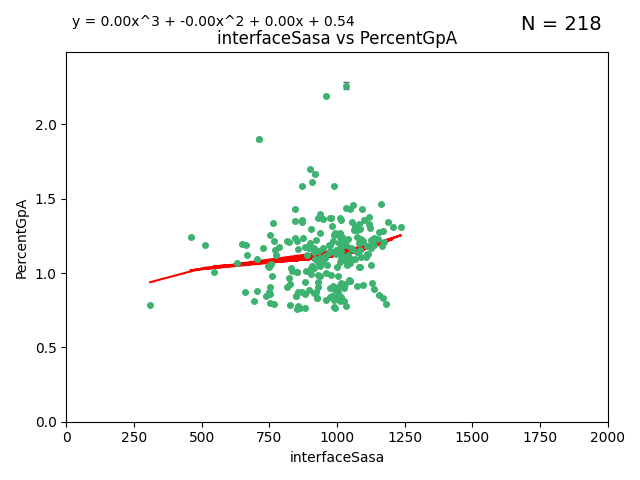 y = 0.00x^3 + -0.00x^2 + 0.00x + 0.54
N = 218
interfaceSasa vs PercentGpA
PercentGpA
2.0
1.5
1.0
0.5
0.0
0 250 500 750 1000 1250 1500 1750 2000
interfaceSasa